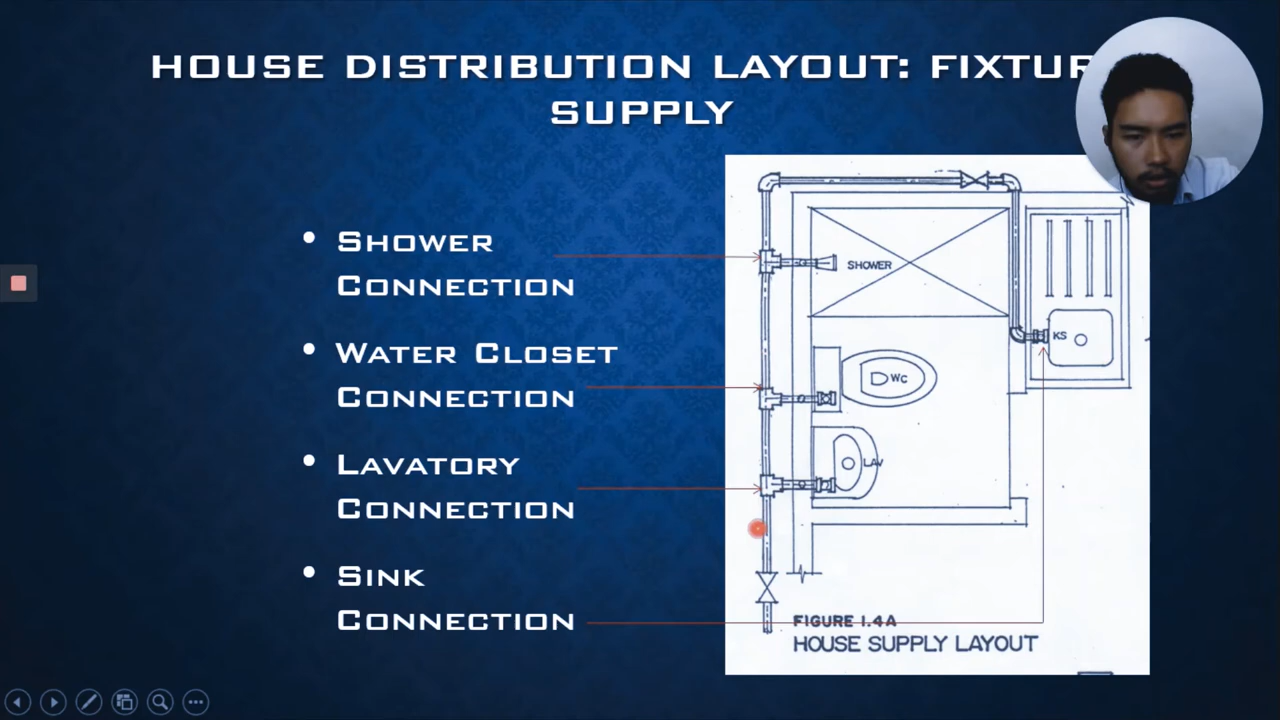 HOUSE DISTRIBUTION LAYOUT: FIXTUR
SUPPLY
• SHOWER
CONNECTION
• WATER CLOSET
CONNECTION
• LAVATORY
CONNECTION
• SINK
CONNECTION
SHOWER
KS
WC
LAV
FIGURE 1.4A
HOUSE SUPPLY LAYOUT